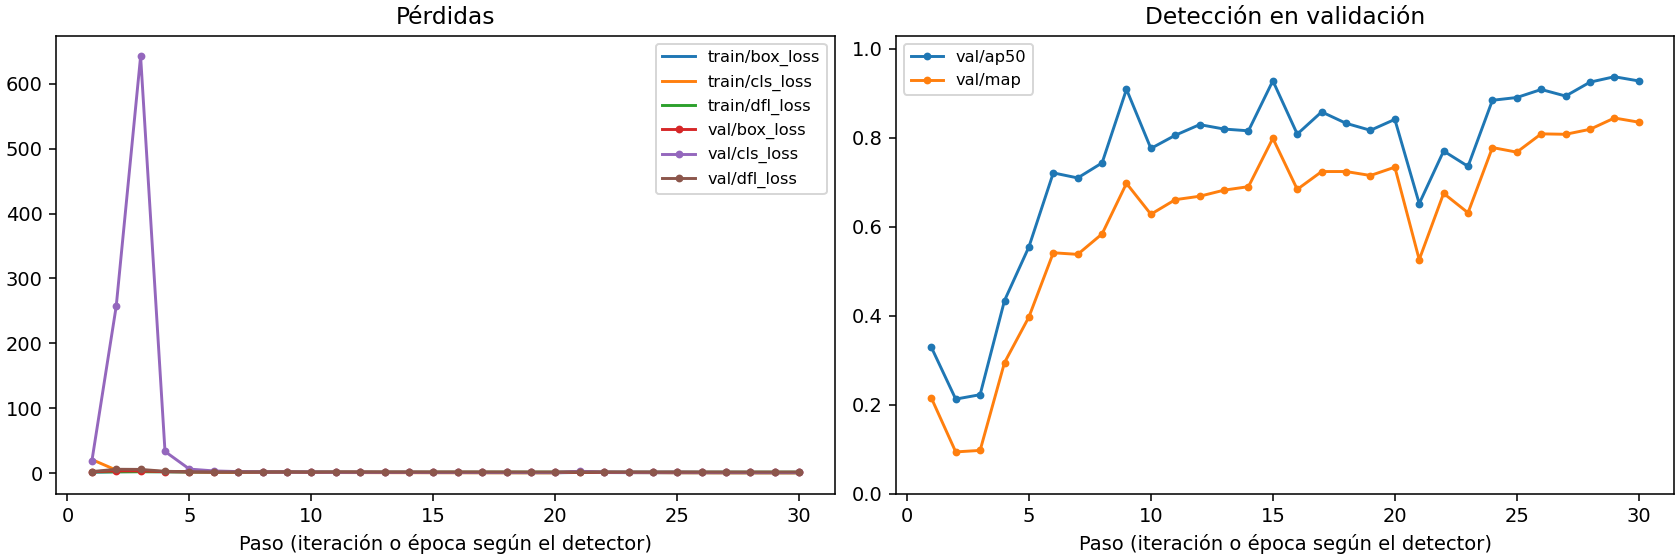 Pérdidas
600
500
400
300
200
100
0
0 5 10 15 20 25 30
Paso (iteración o época según el detector)
train/box_loss
train/cls_loss
train/dfl_loss
val/box_loss
val/cls_loss
val/dfl_loss
Detección en validación
1.0
0.8
0.6
0.4
0.2
0.0
0 5 10 15 20 25 30
Paso (iteración o época según el detector)
val/ap50
val/map